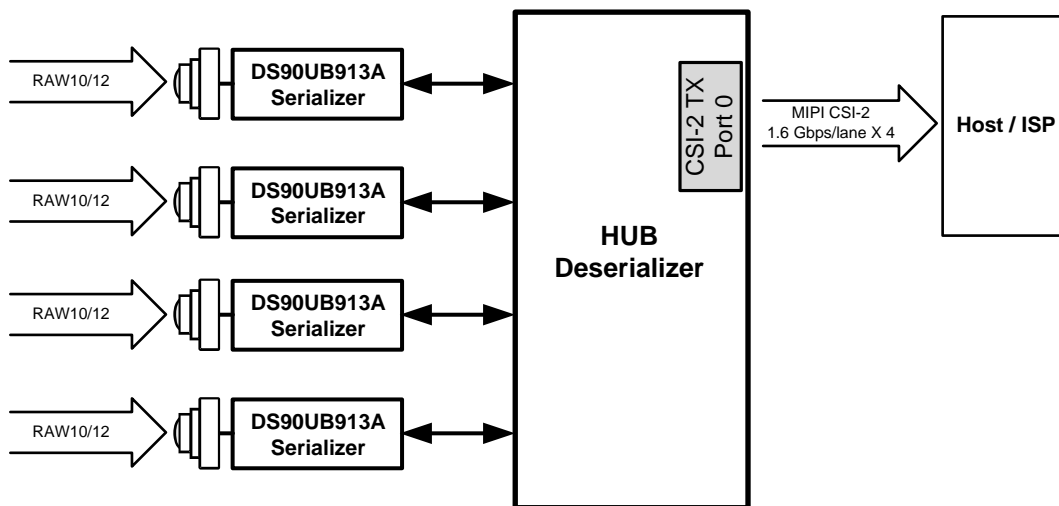 RAW10/12
DS90UB913A
Serializer
RAW10/12
DS90UB913A
Serializer
RAW10/12
DS90UB913A
Serializer
RAW10/12
DS90UB913A
Serializer
HUB
Deserializer
CSI-2 TX
Port 0
MIPI CSI-2
1.6 Gbps/lane X 4
Host / ISP